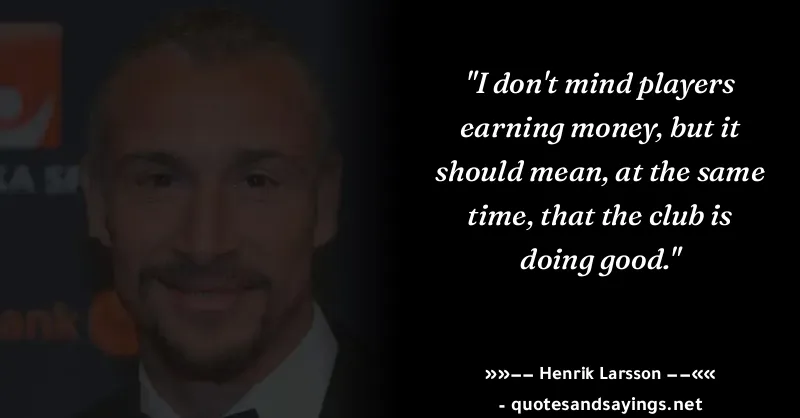 "I don't mind players
earning money, but it
should mean, at the same
time, that the club is
doing good."
»»−− Henrik Larsson −−««
- quotesandsayings.net
ank